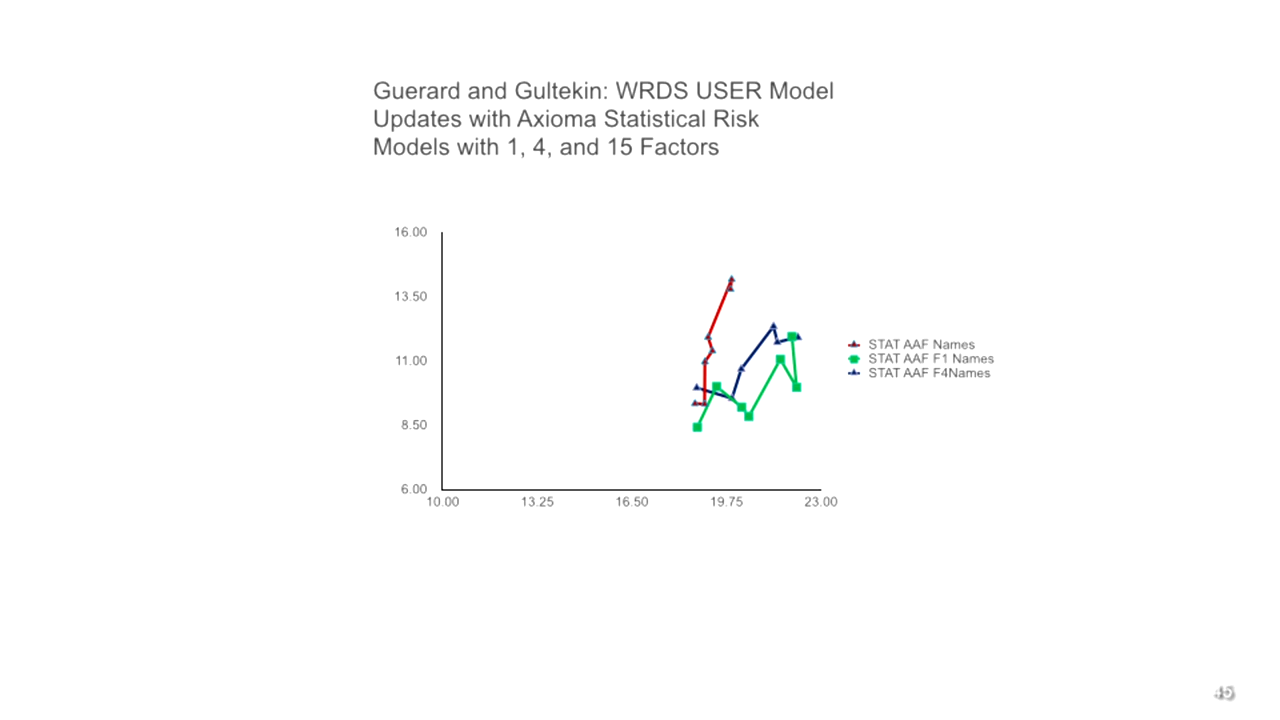 Guerard and Gultekin: WRDS USER Model
Updates with Axioma Statistical Risk
Models with 1, 4, and 15 Factors
16.00
13.50
11.00
8.50
6.00
10.00 13.25 16.50 19.75 23.00
STAT AAF Names
STAT AAF F1 Names
STAT AAF F4Names
45